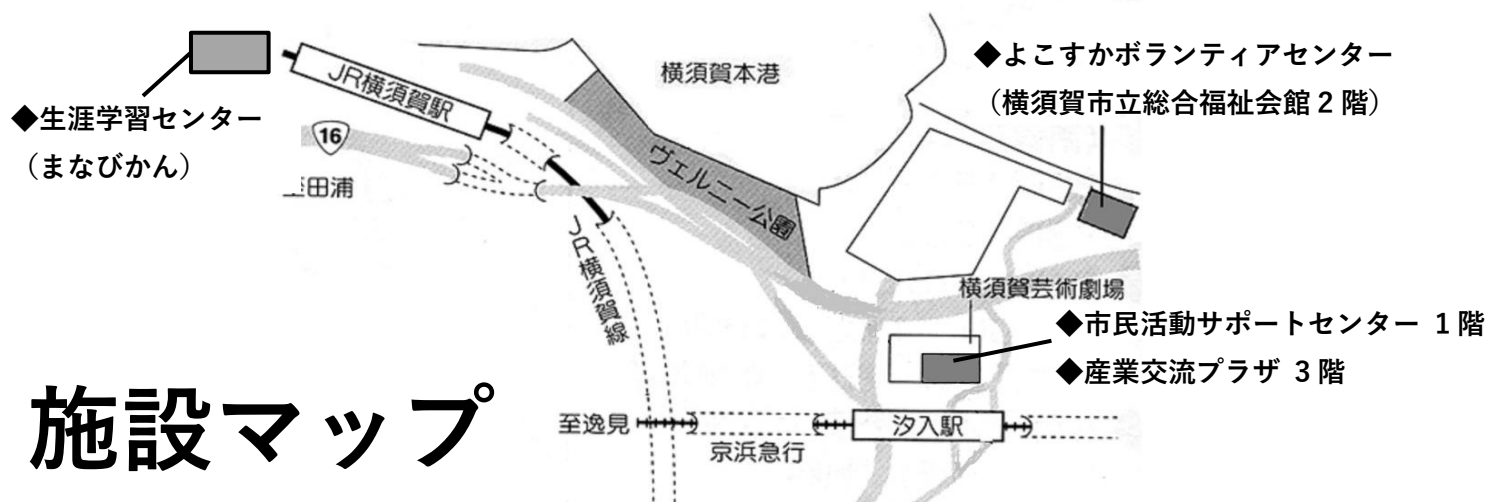 ◆生涯学習センター
（まなびかん）
JR横須賀駅
16
田浦
横須賀本港
ヴェルニー公園
JR横須賀線
◆よこすかボランティアセンター
（横須賀市立総合福祉会館2階）
横須賀芸術劇場
◆市民活動サポートセンター 1階
◆産業交流プラザ 3階
至逸見
京浜急行
汐入駅
施設マップ